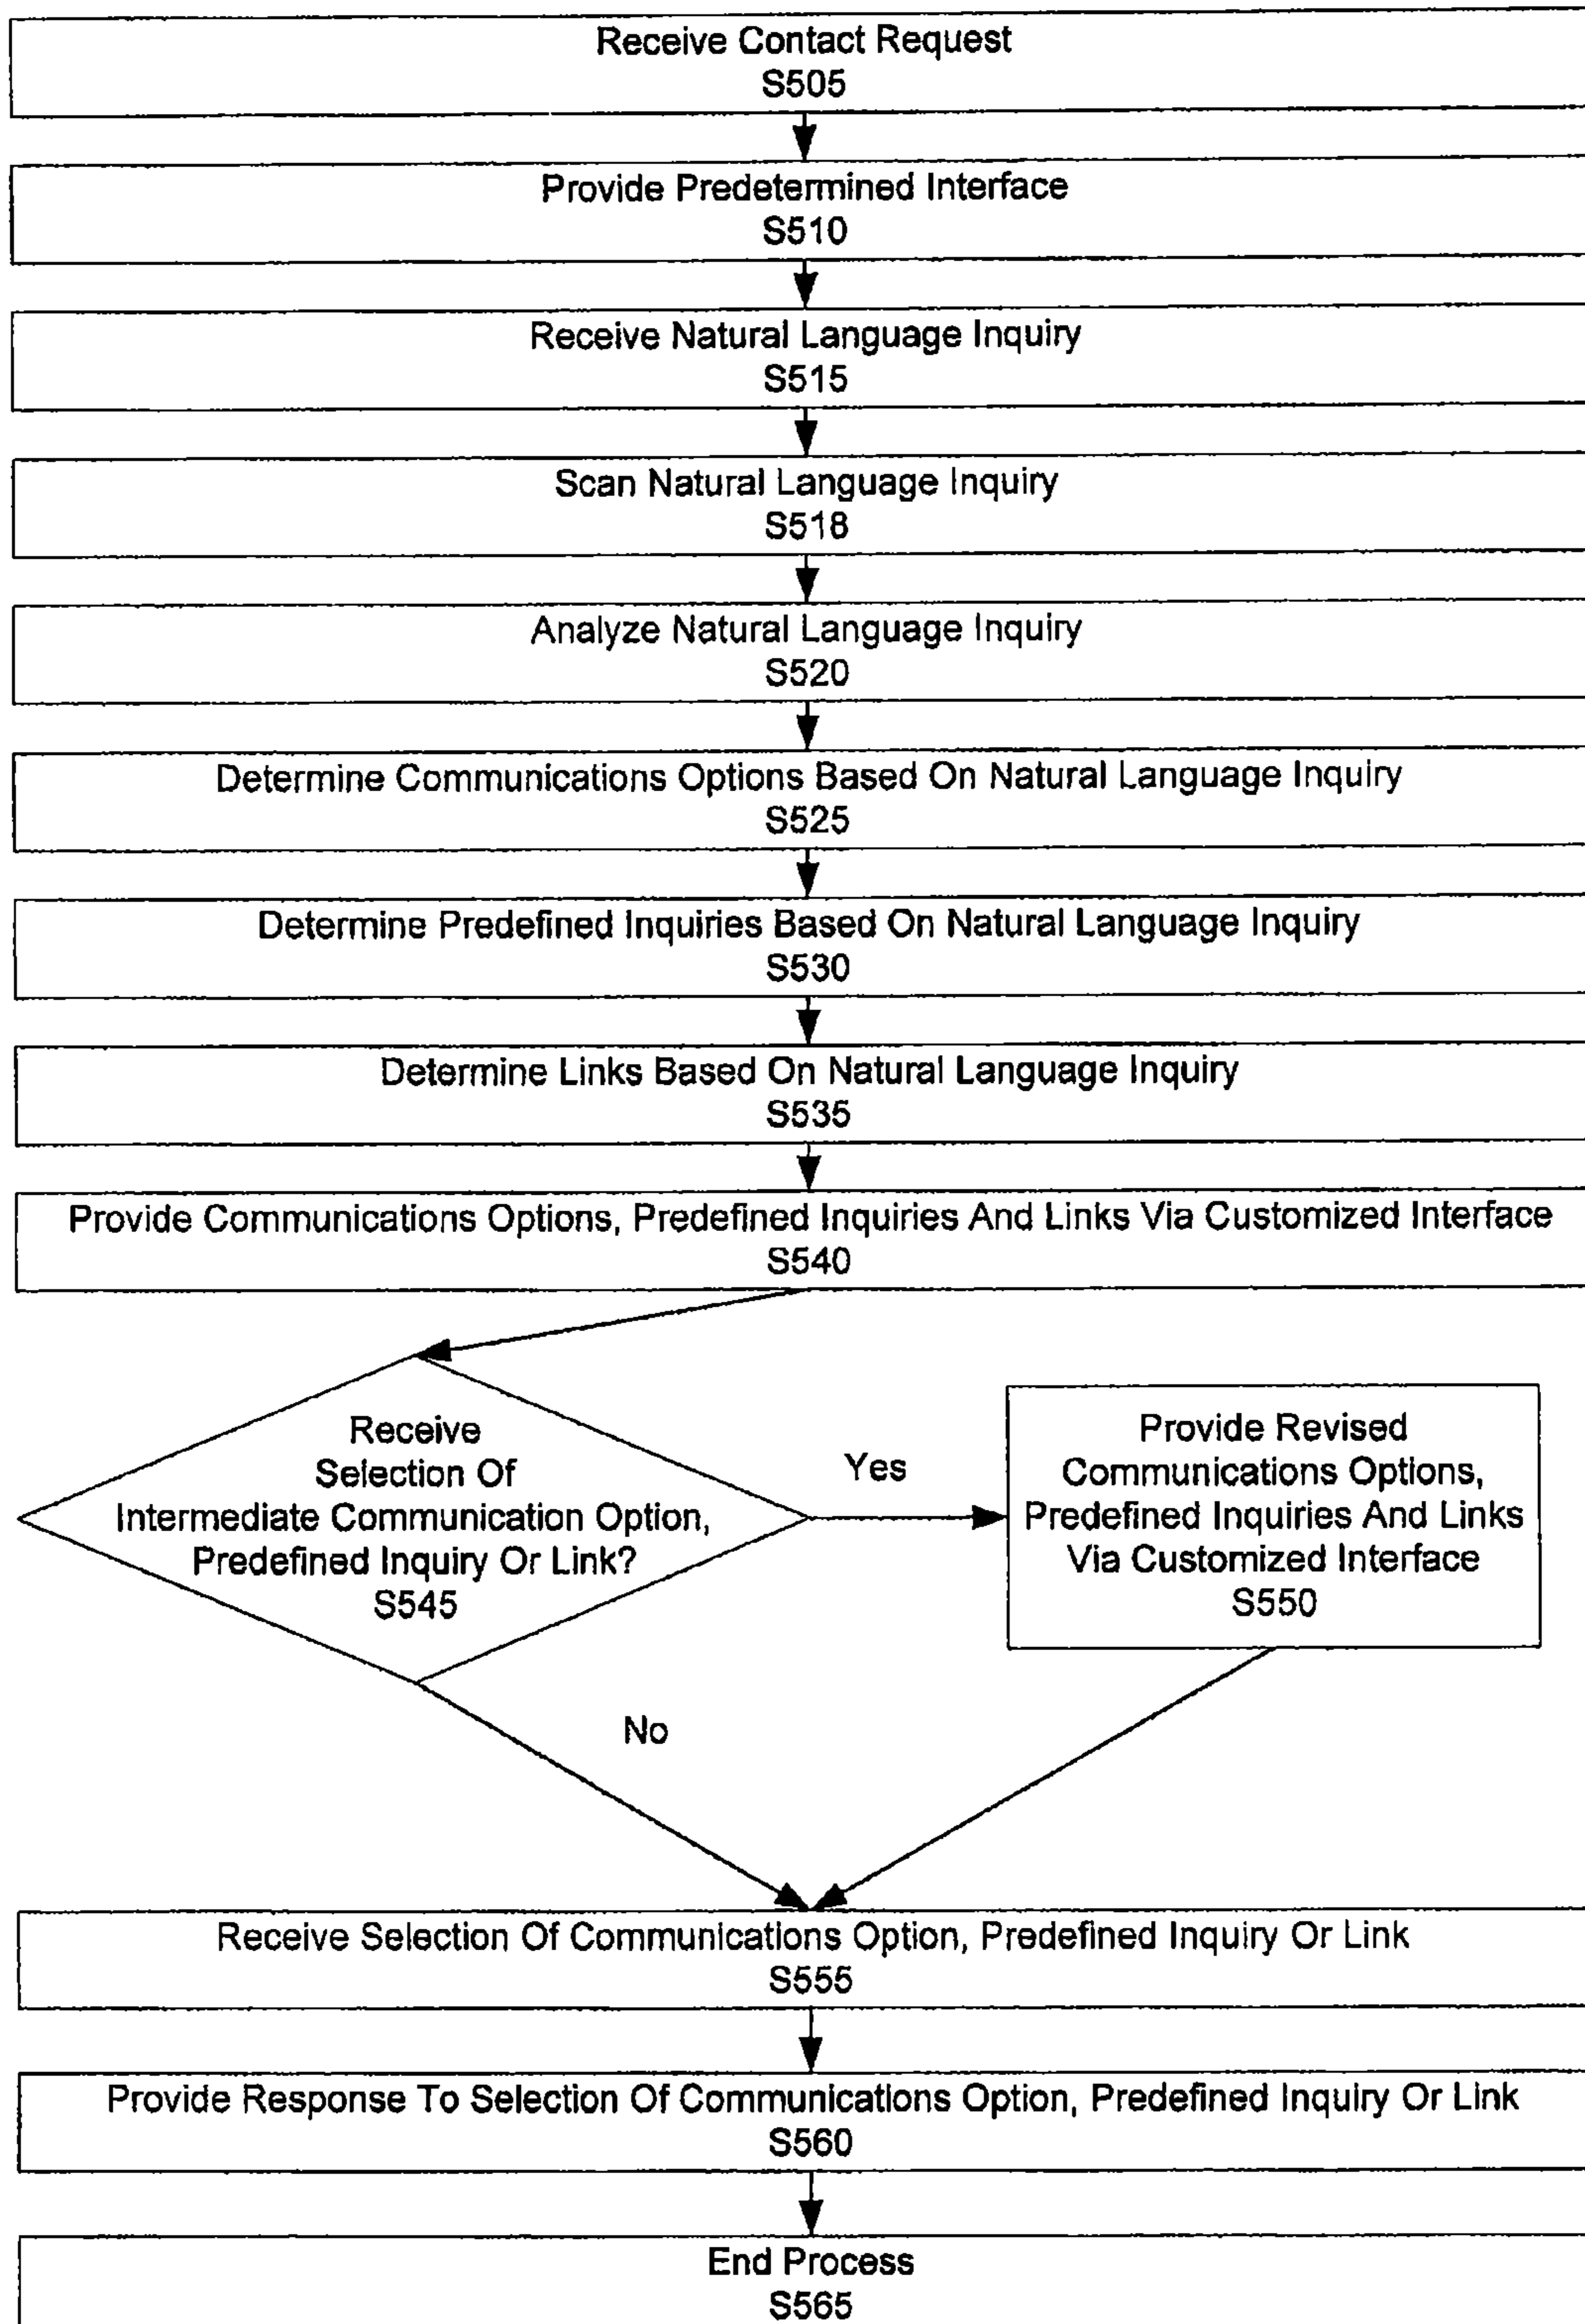 Receive Contact Request
S505
Provide Predetermined Interface
S510
Receive Natural Language Inquiry
S515
Scan Natural Language Inquiry
S518
Analyze Natural Language Inquiry
S520
Determine Communications Options Based On Natural Language Inquiry
S525
Determine Predefined Inquiries Based On Natural Language Inquiry
S530
Determine Links Based On Natural Language Inquiry
S535
Provide Communications Options, Predefined Inquiries And Links Via Customized Interface
S540
Receive
Selection Of
Intermediate Communication Option,
Predefined Inquiry Or Link?
S545
Yes
Provide Revised
Communications Options,
Predefined Inquiries And Links
Via Customized Interface
S550
No
Receive Selection Of Communications Option, Predefined Inquiry Or Link
S555
Provide Response To Selection Of Communications Option, Predefined Inquiry Or Link
S560
End Process
S565